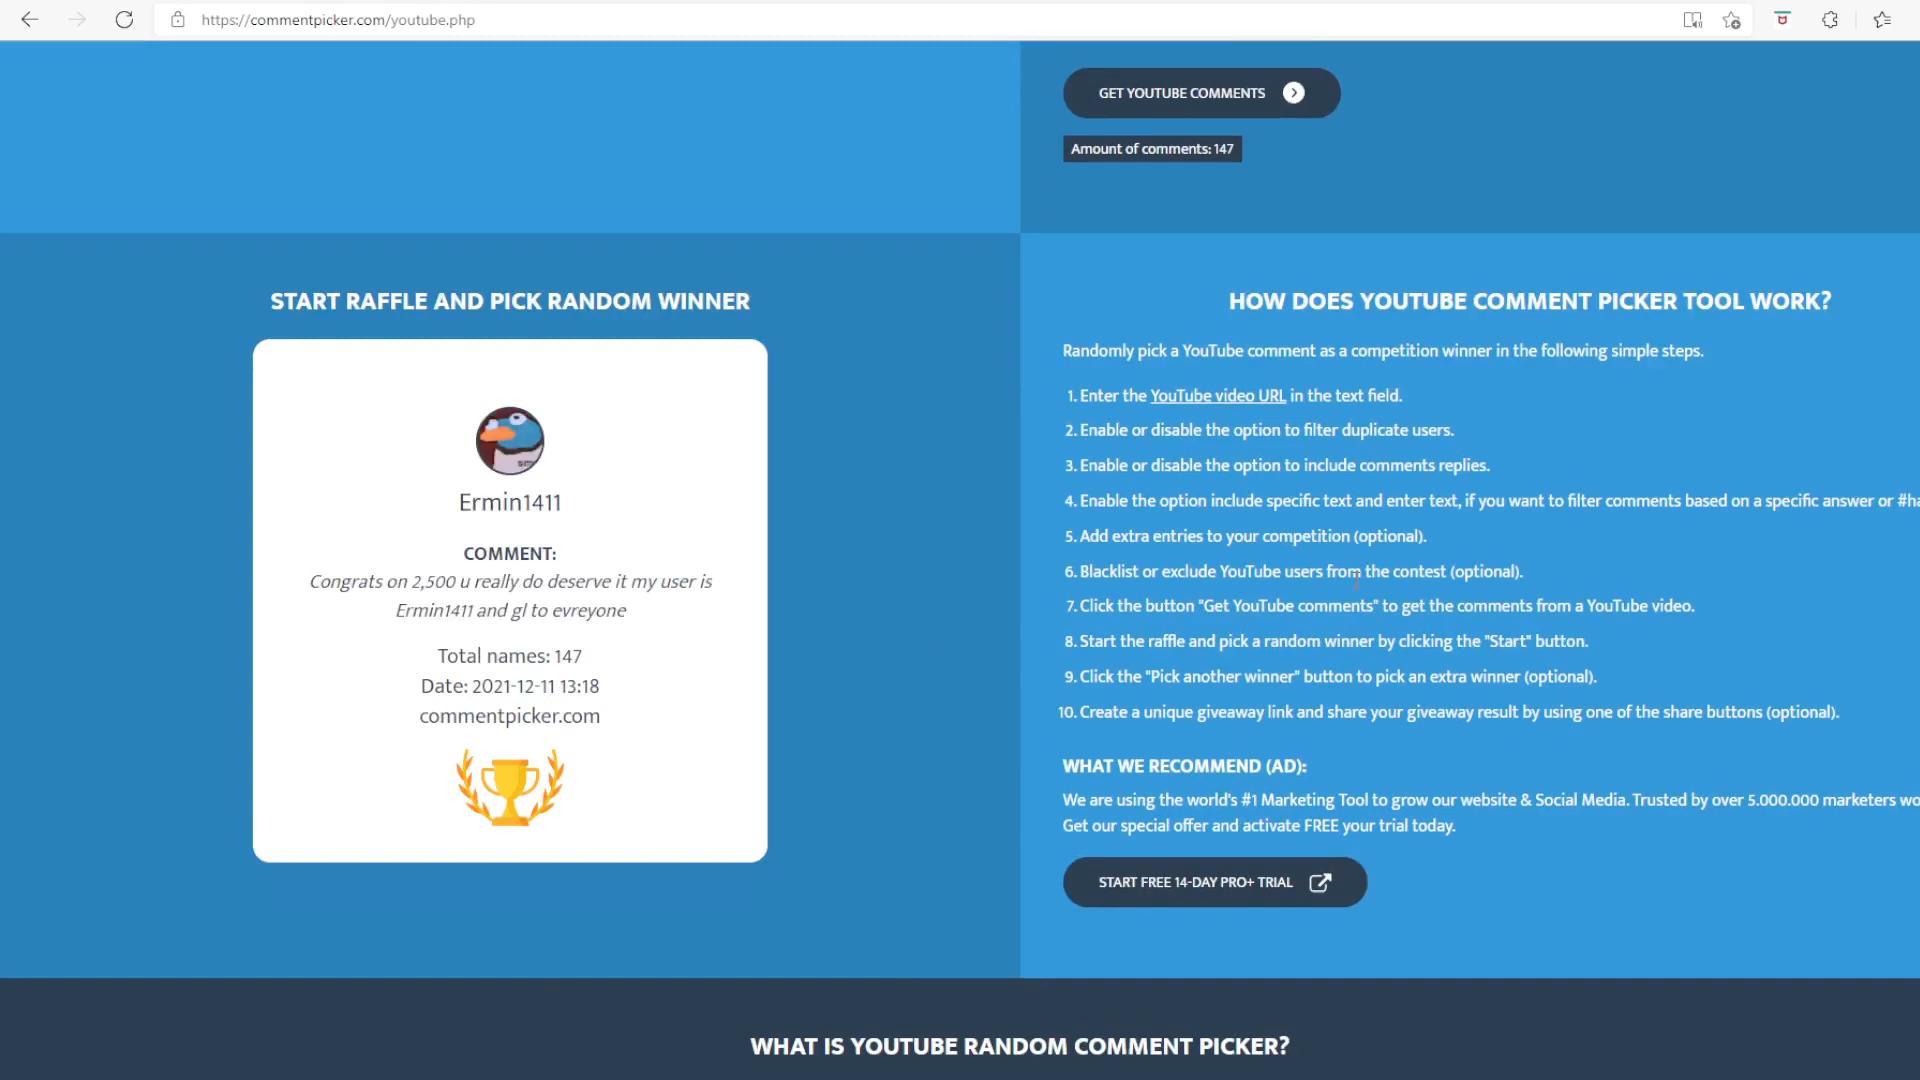 https://commentpicker.com/youtube.php
GET YOUTUBE COMMENTS
Amount of comments: 147
START RAFFLE AND PICK RANDOM WINNER
Ermin1411
COMMENT:
Congrats on 2,500 u really do deserve it my user is
Ermin1411 and gl to evreyone
Total names: 147
Date: 2021-12-11 13:18
commentpicker.com
HOW DOES YOUTUBE COMMENT PICKER TOOL WORK?
Randomly pick a YouTube comment as a competition winner in the following simple steps.
1. Enter the YouTube video URL in the text field.
2. Enable or disable the option to filter duplicate users.
3. Enable or disable the option to include comments replies.
4. Enable the option include specific text and enter text, if you want to filter comments based on a specific answer or #ha
5. Add extra entries to your competition (optional).
6. Blacklist or exclude YouTube users from the contest (optional).
7. Click the button "Get YouTube comments" to get the comments from a YouTube video.
8. Start the raffle and pick a random winner by clicking the "Start" button.
9. Click the "Pick another winner" button to pick an extra winner (optional).
10. Create a unique giveaway link and share your giveaway result by using one of the share buttons (optional).
WHAT WE RECOMMEND (AD):
We are using the world's #1 Marketing Tool to grow our website & Social Media. Trusted by over 5.000.000 marketers wo
Get our special offer and activate FREE your trial today.
START FREE 14-DAY PRO+ TRIAL
WHAT IS YOUTUBE RANDOM COMMENT PICKER?